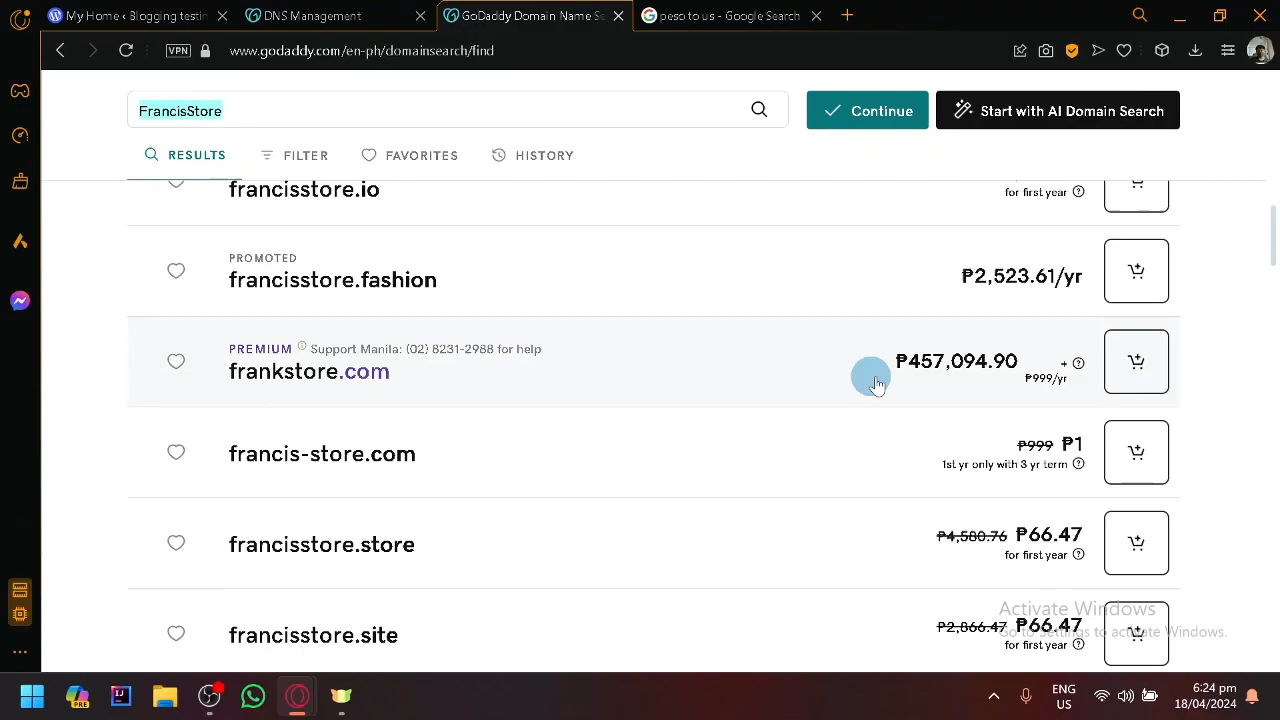 My Home ‹ Blogging testin
DNS Management
GoDaddy Domain Name Se
peso to us - Google Search
VPN
www.godaddy.com/en-ph/domainsearch/find
FrancisStore
Continue
Start with AI Domain Search
RESULTS
FILTER
FAVORITES
HISTORY
francisstore.io
for first year
PROMOTED
francisstore.fashion
₱2,523.61/yr
PREMIUM Support Manila: (02) 8231-2988 for help
frankstore.com
₱457,094.90 +
₱999/yr
francis-store.com
₱999 ₱1
1st yr only with 3 yr term
francisstore.store
₱4,580.76 ₱66.47
for first year
francisstore.site
₱2,866.47 ₱66.47
for first year
Activate Windows
Go to Settings to activate Windows.
PRE
ENG
US
6:24 pm
18/04/2024